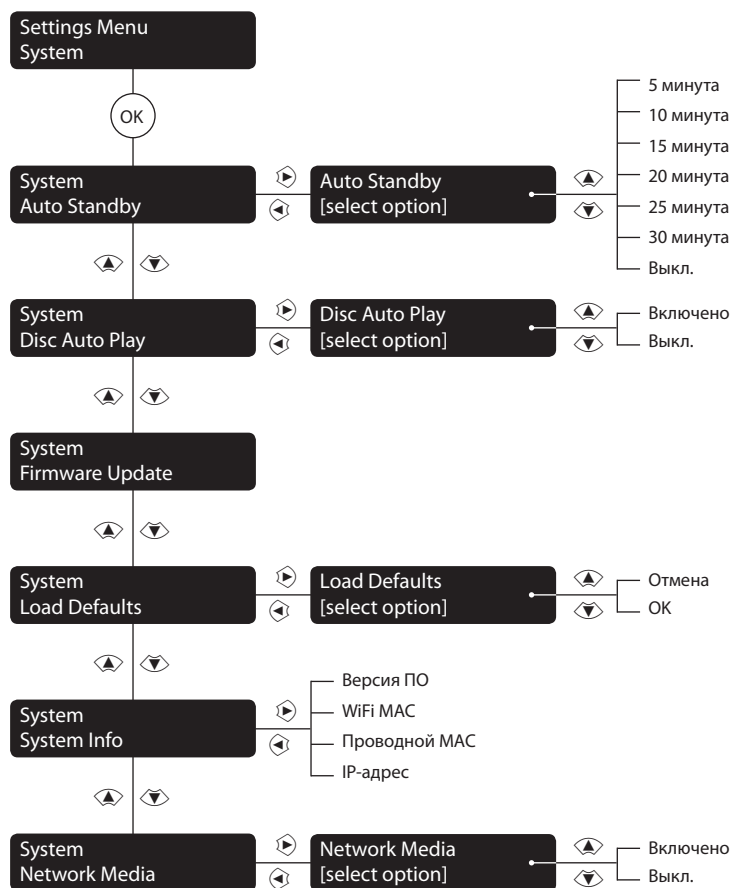 Settings Menu
System
OK
System
Auto Standby
Auto Standby
[select option]
5 минута
10 минута
15 минута
20 минута
25 минута
30 минута
Выкл.
System
Disc Auto Play
Disc Auto Play
[select option]
Включено
Выкл.
System
Firmware Update
System
Load Defaults
Load Defaults
[select option]
Отмена
OK
System
System Info
Версия ПО
WiFi MAC
Проводной MAC
IP-адрес
System
Network Media
Network Media
[select option]
Включено
Выкл.